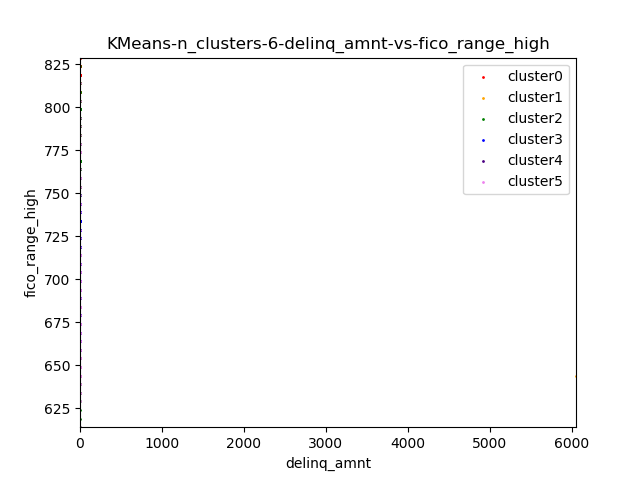 KMeans-n_clusters-6-delinq_amnt-vs-fico_range_high
825
800
775
750
725
700
675
650
625
fico_range_high
cluster0
cluster1
cluster2
cluster3
cluster4
cluster5
0 1000 2000 3000 4000 5000 6000
delinq_amnt